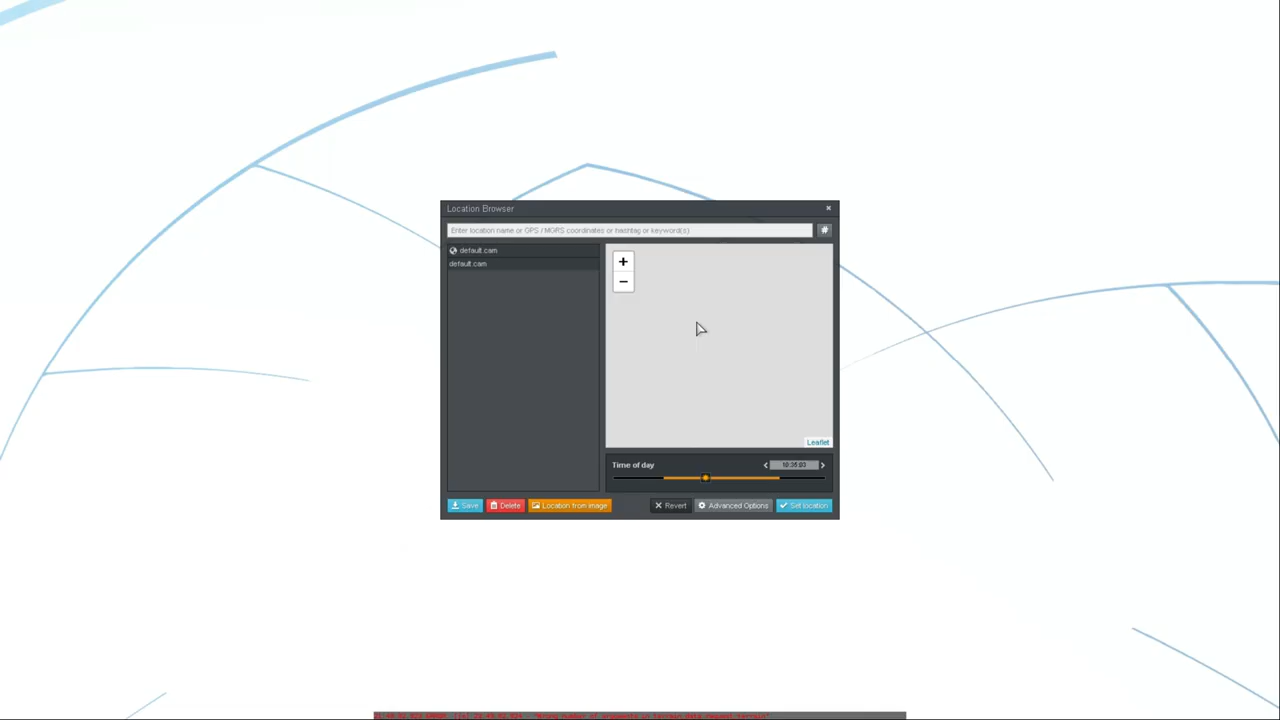 Location Browser
Enter location name or GPS / MGRS coordinates or hashtag or keyword(s)
#
default.cam
default.cam
+
−
Leaflet
Time of day
Save
Delete
Location from image
Revert
Advanced Options
Set location